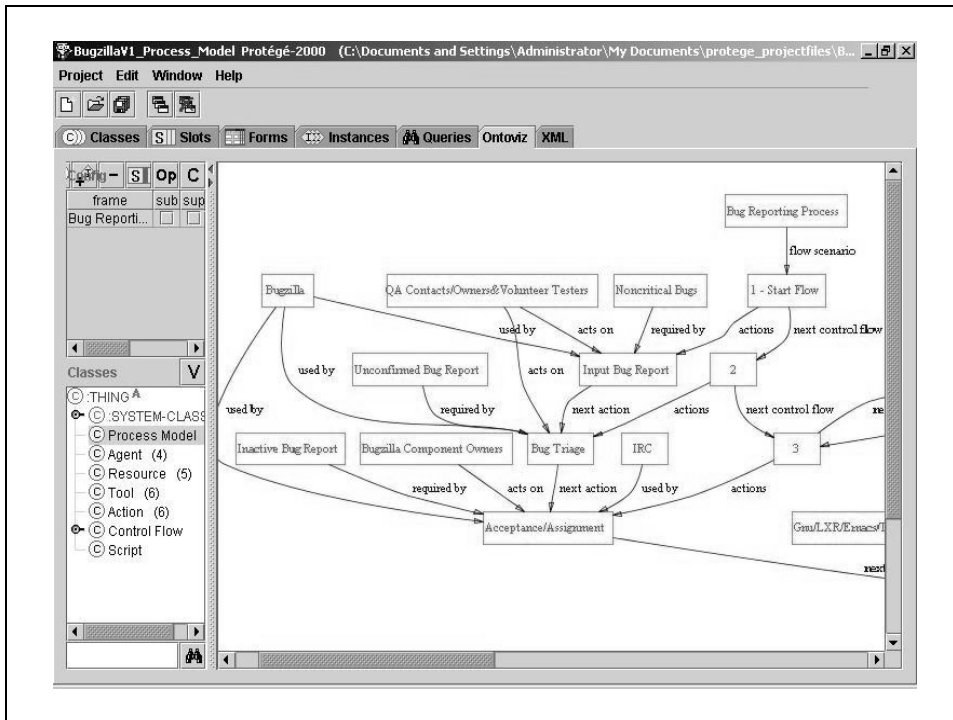 Bugzilla¥1_Process_Model Protégé-2000 (C:\Documents and Settings\Administrator\My Documents\protege_projectfiles\B...
Project Edit Window Help
C Classes S Slots Forms Instances Queries Ontoviz XML
S Op C
frame sub sup
Bug Reporti...
Classes V
C :THING A
C :SYSTEM-CLASS
C Process Model
C Agent (4)
C Resource (5)
C Tool (6)
C Action (6)
C Control Flow
C Script
Bug Reporting Process
flow scenario
Bugzilla QA Contacts/Owners&Volunteer Testers Noncritical Bugs 1 - Start Flow
used by acts on required by actions next control flow
used by Unconfirmed Bug Report acts on Input Bug Report 2
used by required by next action actions next control flow
Inactive Bug Report Bugzilla Component Owners Bug Triage IRC 3
required by acts on next action used by actions
Acceptance/Assignment Gnu/LXR/Emacs/T
next